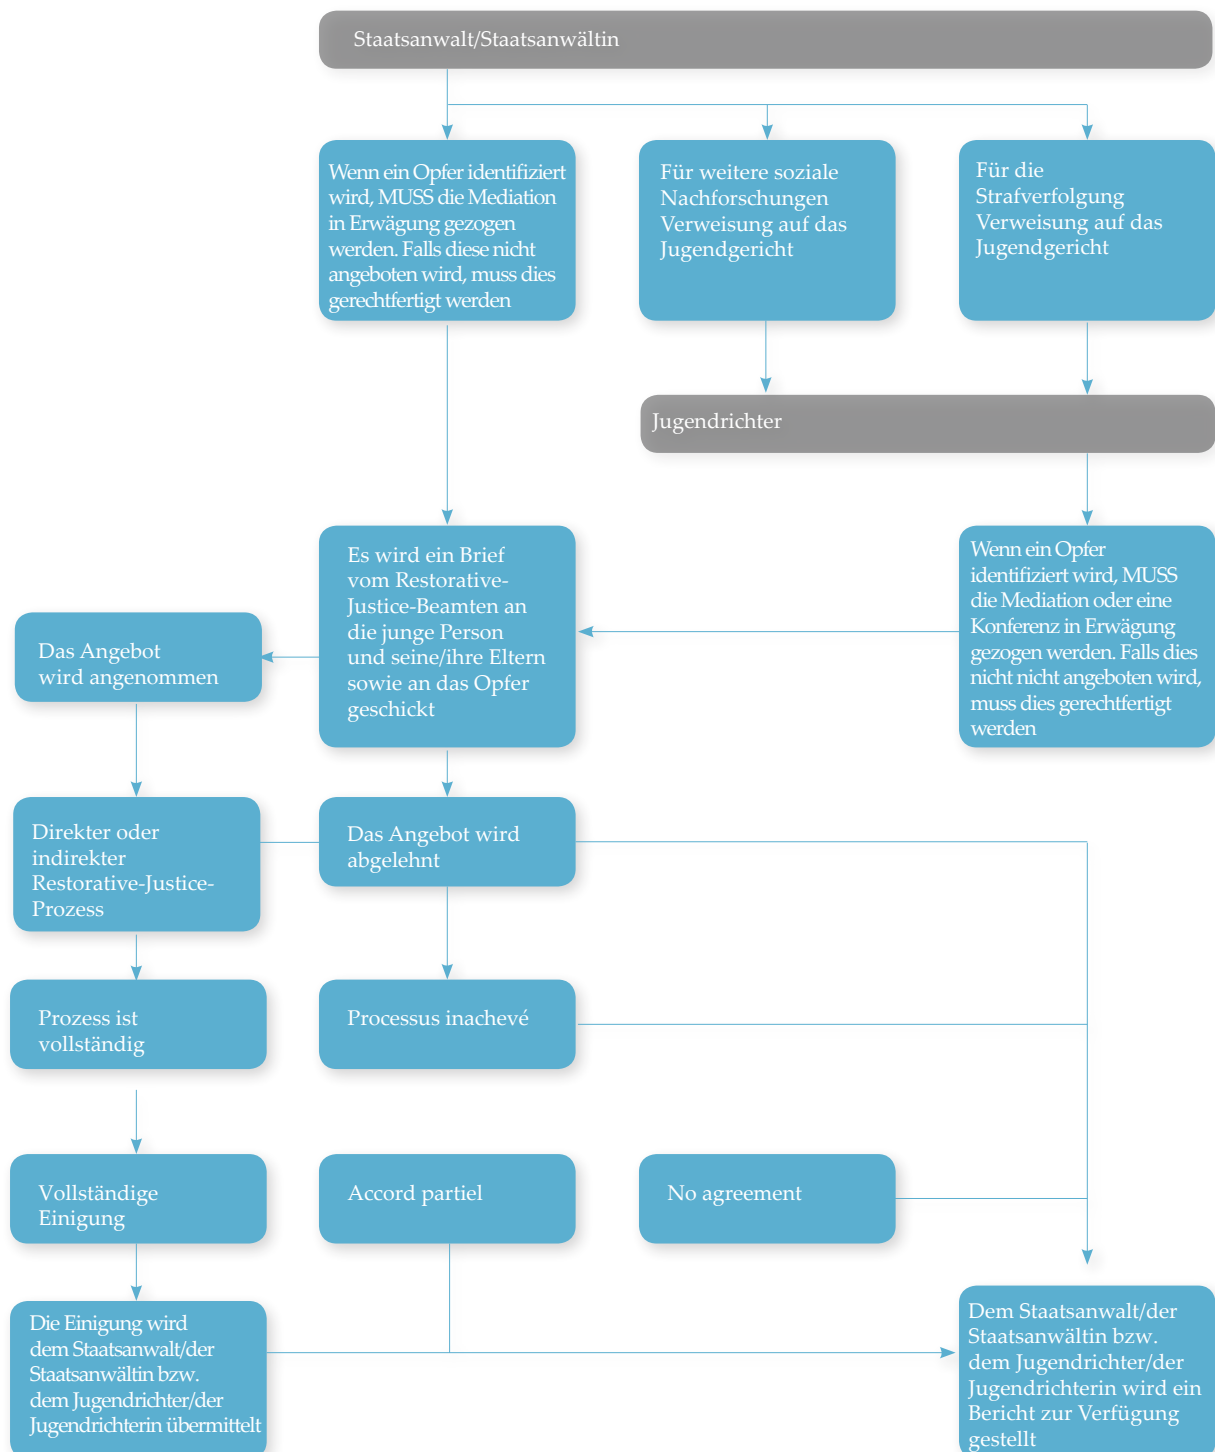 Staatsanwalt/Staatsanwältin
Wenn ein Opfer identifiziert
wird, MUSS die Mediation
in Erwägung gezogen
werden. Falls diese nicht
angeboten wird, muss dies
gerechtfertigt werden
Für weitere soziale
Nachforschungen
Verweisung auf das
Jugendgericht
Für die
Strafverfolgung
Verweisung auf das
Jugendgericht
Jugendrichter
Es wird ein Brief
vom Restorative-
Justice-Beamten an
die junge Person
und seine/ihre Eltern
sowie an das Opfer
geschickt
Wenn ein Opfer
identifiziert wird, MUSS
die Mediation oder eine
Konferenz in Erwägung
gezogen werden. Falls dies
nicht nicht angeboten wird,
muss dies gerechtfertigt
werden
Das Angebot
wird angenommen
Direkter oder
indirekter
Restorative-Justice-
Prozess
Das Angebot wird
abgelehnt
Prozess ist
vollständig
Processus inachevé
Vollständige
Einigung
Accord partiel
No agreement
Die Einigung wird
dem Staatsanwalt/der
Staatsanwältin bzw.
dem Jugendrichter/der
Jugendrichterin übermittelt
Dem Staatsanwalt/der
Staatsanwältin bzw.
dem Jugendrichter/der
Jugendrichterin wird ein
Bericht zur Verfügung
gestellt